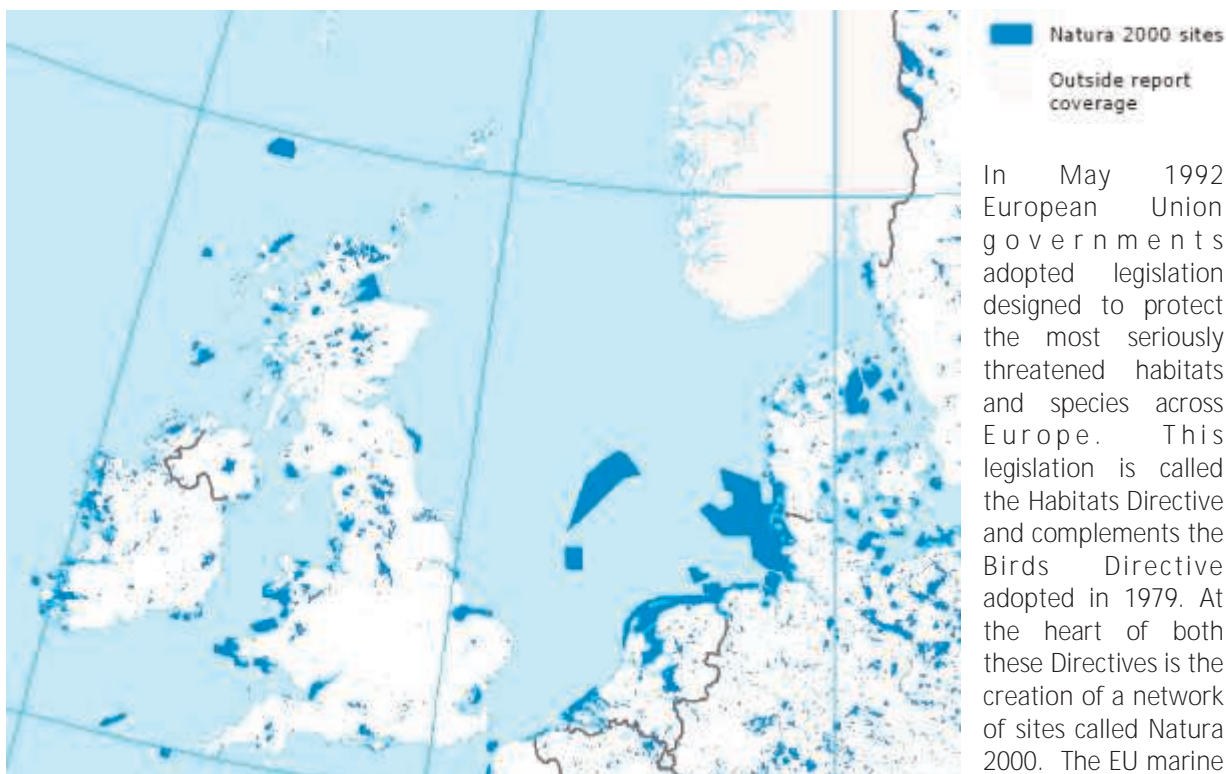 Natura 2000 sites
Outside report
coverage
In May 1992
European Union
governments
adopted legislation
designed to protect
the most seriously
threatened habitats
and species across
Europe. This
legislation is called
the Habitats Directive
and complements the
Birds Directive
adopted in 1979. At
the heart of both
these Directives is the
creation of a network
of sites called Natura
2000. The EU marine